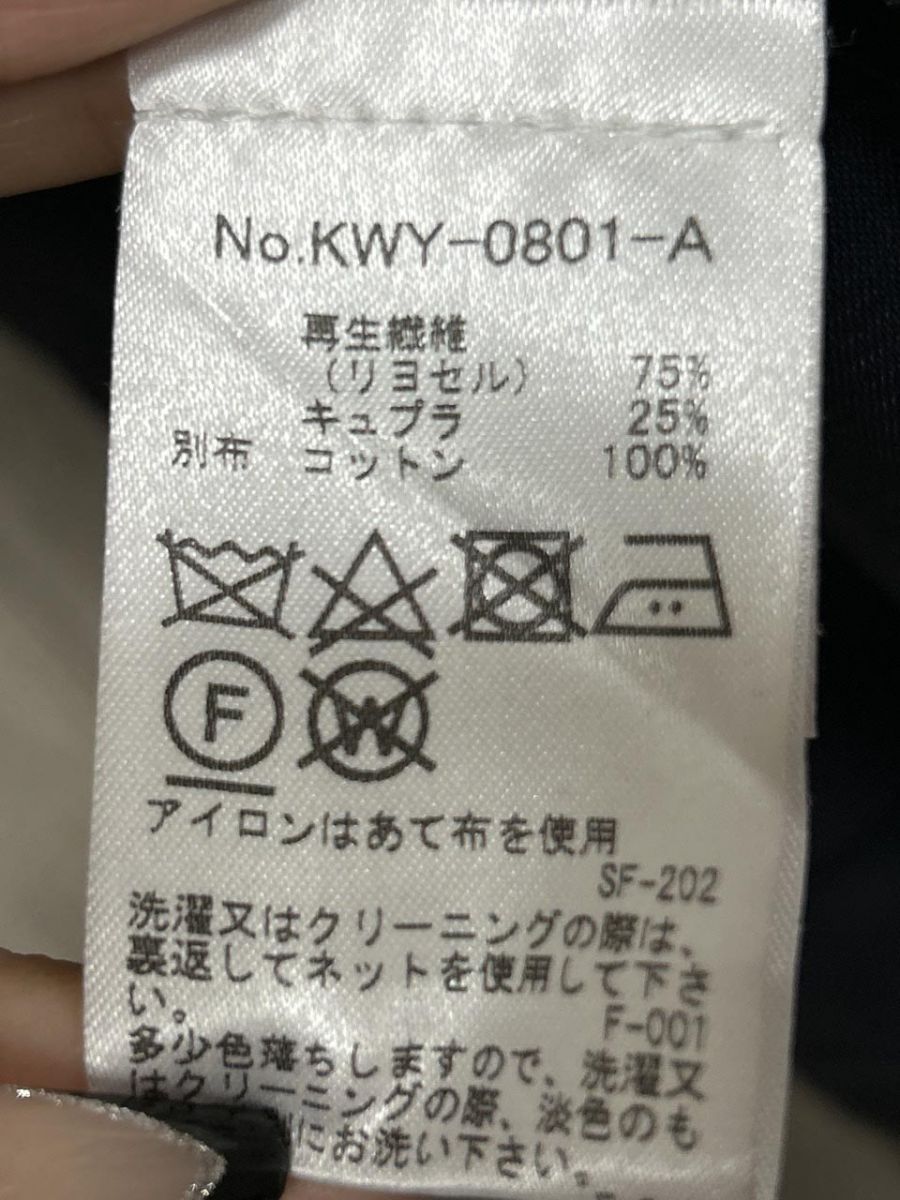 No.KWY-0801-A
再生繊維
(リヨセル) 75%
キュプラ 25%
別布 コットン 100%
F W
アイロンはあて布を使用
SF-202
洗濯又はクリーニングの際は、
裏返してネットを使用して下さ
い。
F-001
多少色落ちしますので、洗濯又
はクリーニングの際、淡色のも
にお洗い下さい。